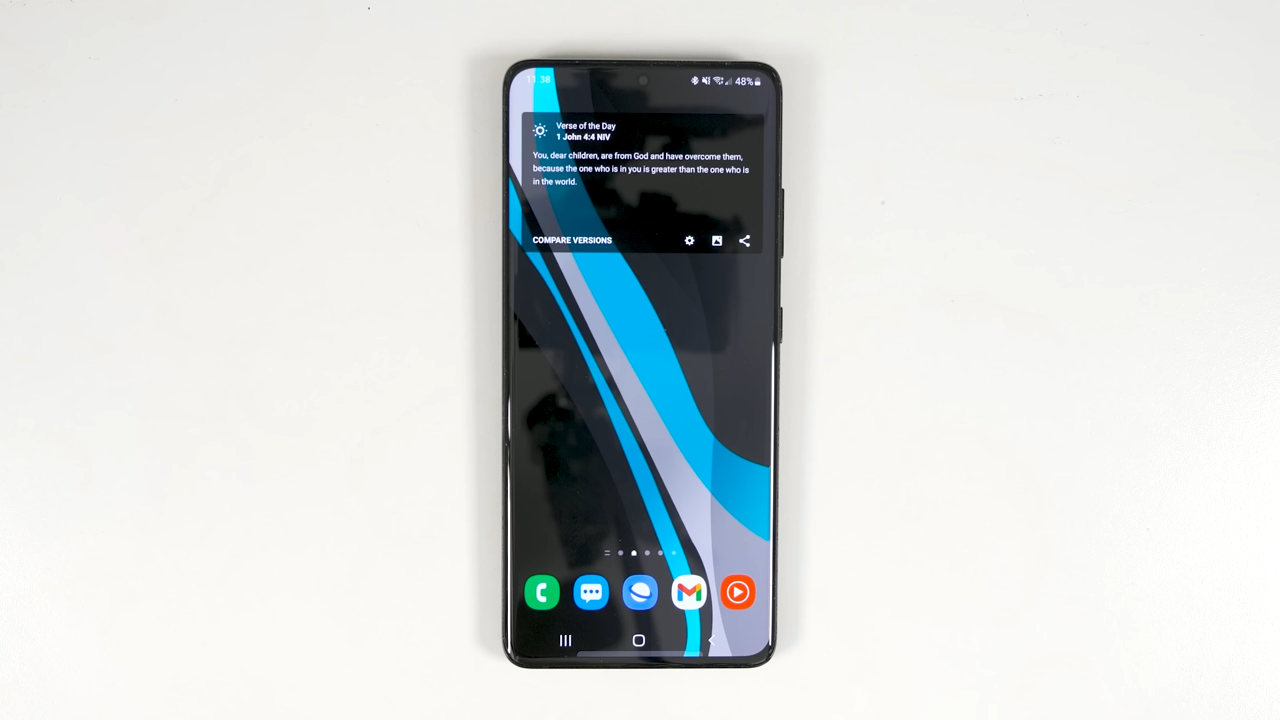 11:38
48%
Verse of the Day
1 John 4:4 NIV
You, dear children, are from God and have overcome them,
because the one who is in you is greater than the one who is
in the world.
COMPARE VERSIONS